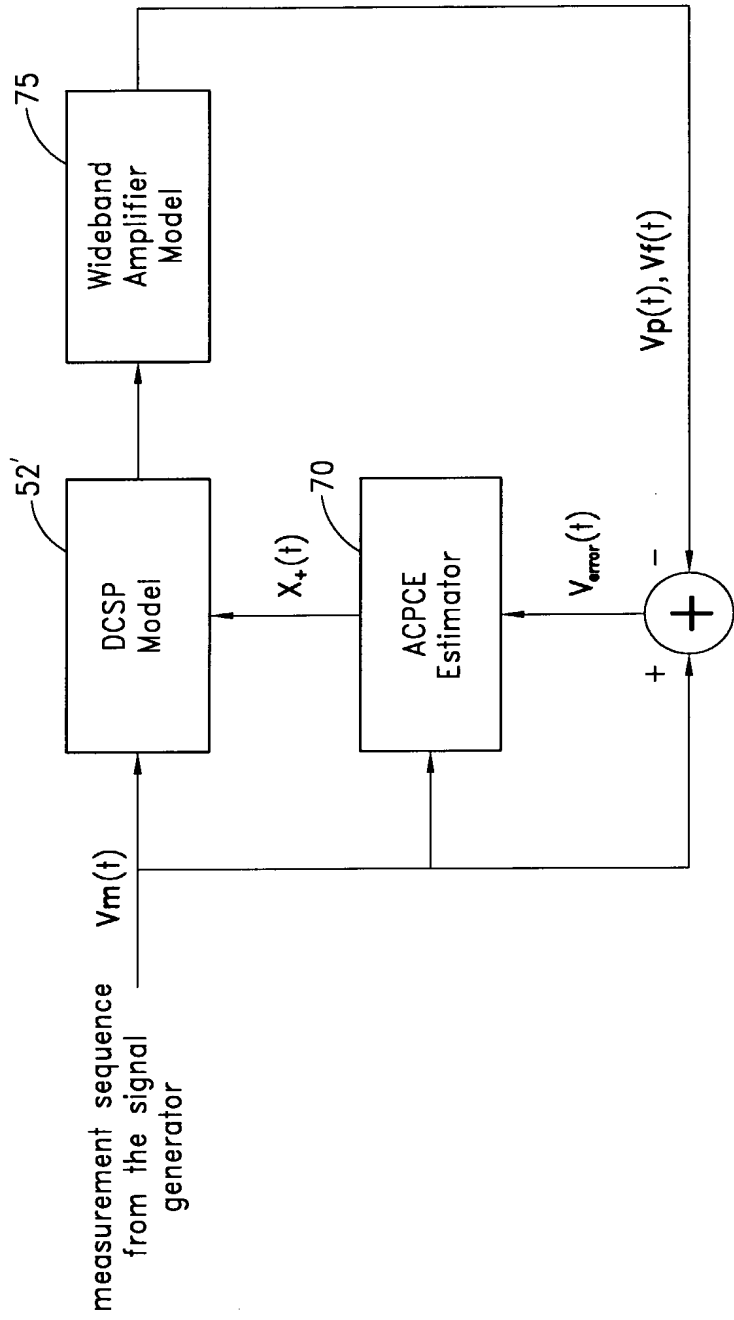 measurement sequence
from the signal
generator
Vm(t)
DCSP
Model
52'
Wideband
Amplifier
Model
75
X+(t)
ACPCE
Estimator
70
Verror(t)
+
−
+
Vp(t), Vf(t)